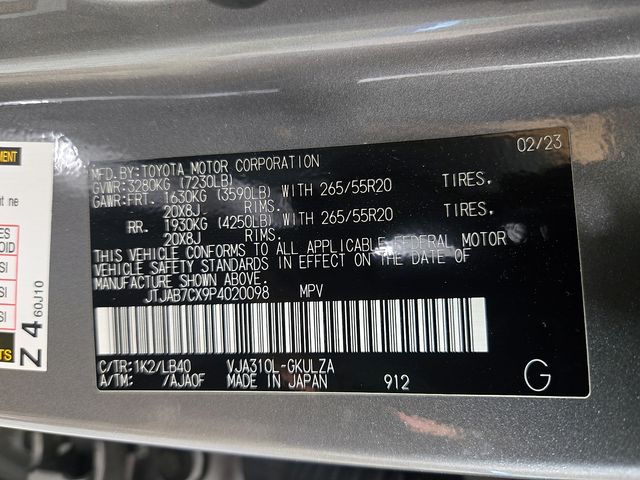 02/23
MFD.BY:TOYOTA MOTOR CORPORATION
GVWR:3280KG (7230LB)
GAWR:FRT. 1630KG (3590LB) WITH 265/55R20 TIRES.
20X8J RIMS.
RR. 1930KG (4250LB) WITH 265/55R20 TIRES.
20X8J RIMS.
THIS VEHICLE CONFORMS TO ALL APPLICABLE FEDERAL MOTOR
VEHICLE SAFETY STANDARDS IN EFFECT ON THE DATE OF
MANUFACTURE SHOWN ABOVE.
JTJAB7CX9P4020098 MPV
C/TR:1K2/LB40 VJA310L-GKULZA
A/TM: /AJA0F MADE IN JAPAN 912 G
Z 4 60J10